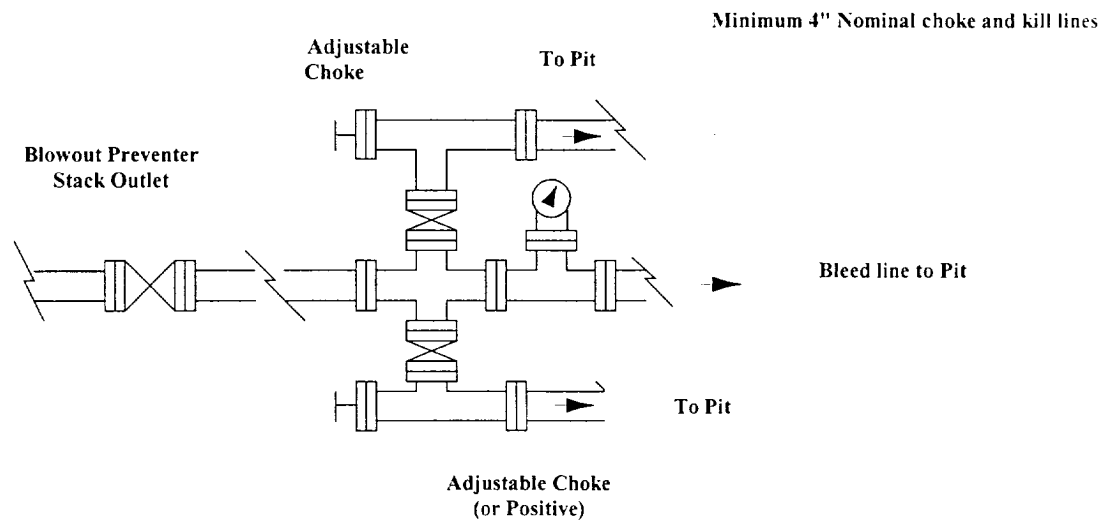 Minimum 4" Nominal choke and kill lines
Adjustable
Choke
To Pit
Blowout Preventer
Stack Outlet
Bleed line to Pit
To Pit
Adjustable Choke
(or Positive)